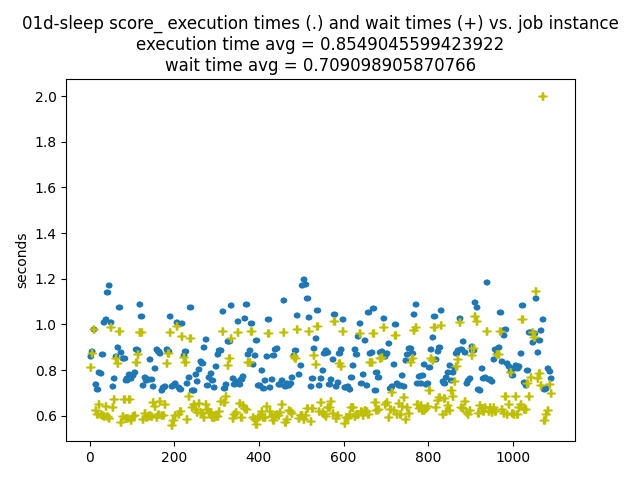 01d-sleep score_ execution times (.) and wait times (+) vs. job instance
execution time avg = 0.8549045599423922
wait time avg = 0.709098905870766
2.0
1.8
1.6
1.4
1.2
1.0
0.8
0.6
seconds
0 200 400 600 800 1000